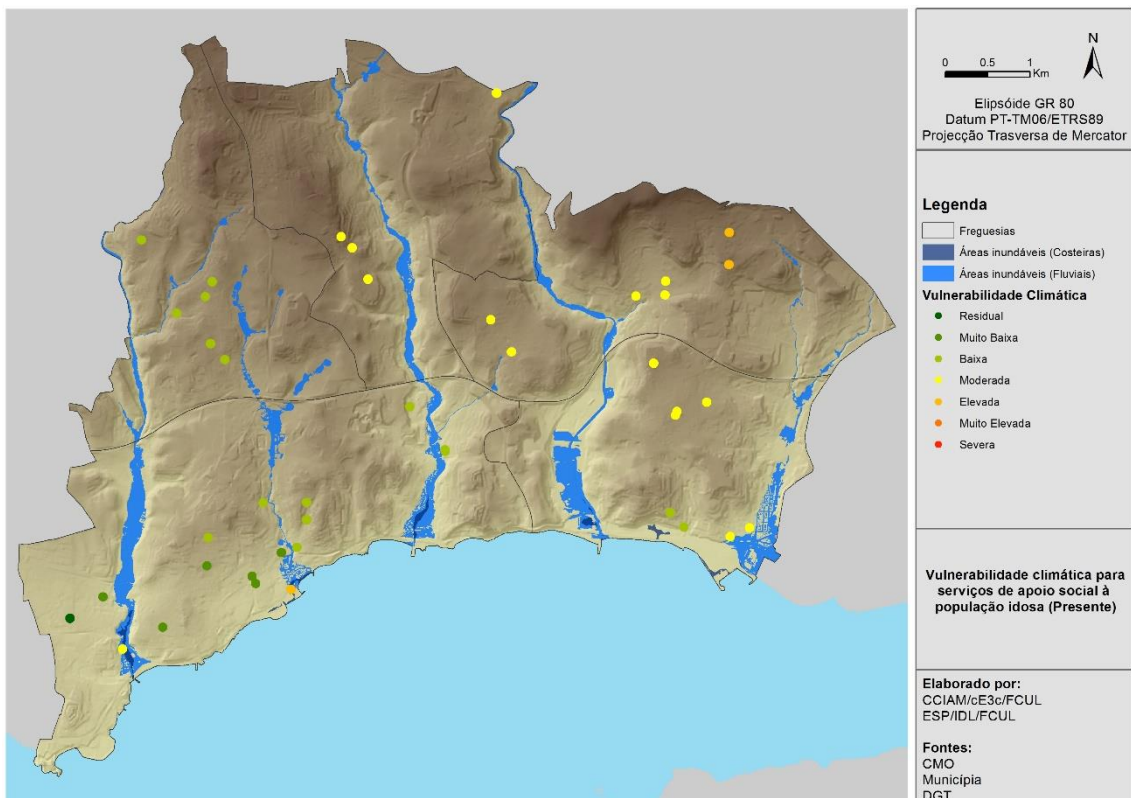 N
0 0.5 1
Km
Elipsóide GR 80
Datum PT-TM06/ETRS89
Projecção Trasversa de Mercator
Legenda
Freguesias
Áreas inundáveis (Costeiras)
Áreas inundáveis (Fluviais)
Vulnerabilidade Climática
Residual
Muito Baixa
Baixa
Moderada
Elevada
Muito Elevada
Severa
Vulnerabilidade climática para
serviços de apoio social à
população idosa (Presente)
Elaborado por:
CCIAM/cE3c/FCUL
ESP/IDL/FCUL
Fontes:
CMO
Municípia
DGT